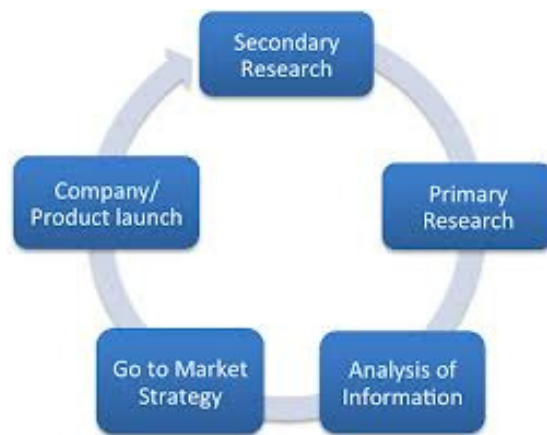 Secondary
Research
Primary
Research
Analysis of
Information
Go to Market
Strategy
Company/
Product launch